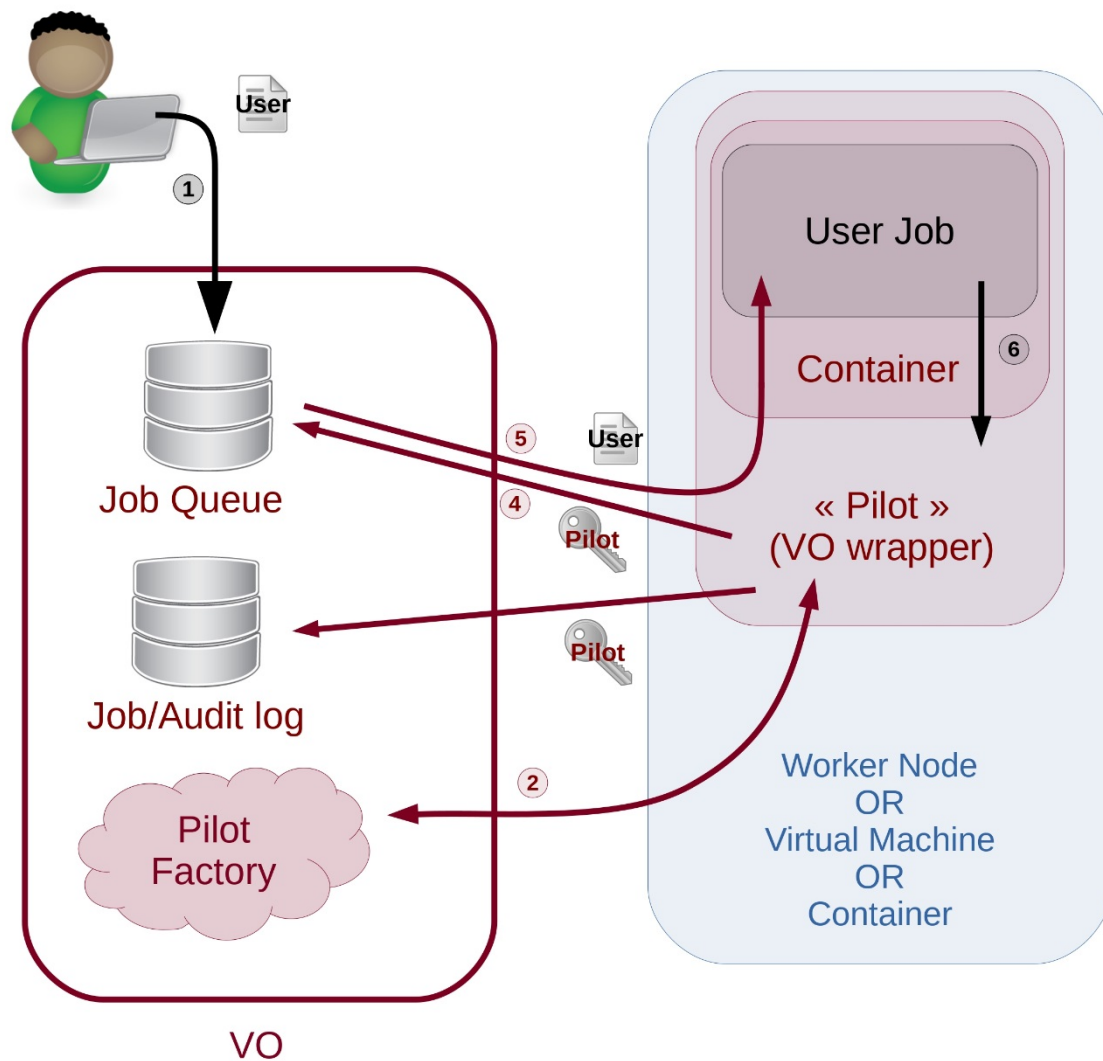 User
1
User Job
6
Container
Job Queue
5
User
4
Pilot
« Pilot »
(VO wrapper)
Pilot
Job/Audit log
2
Pilot
Factory
Worker Node
OR
Virtual Machine
OR
Container
VO